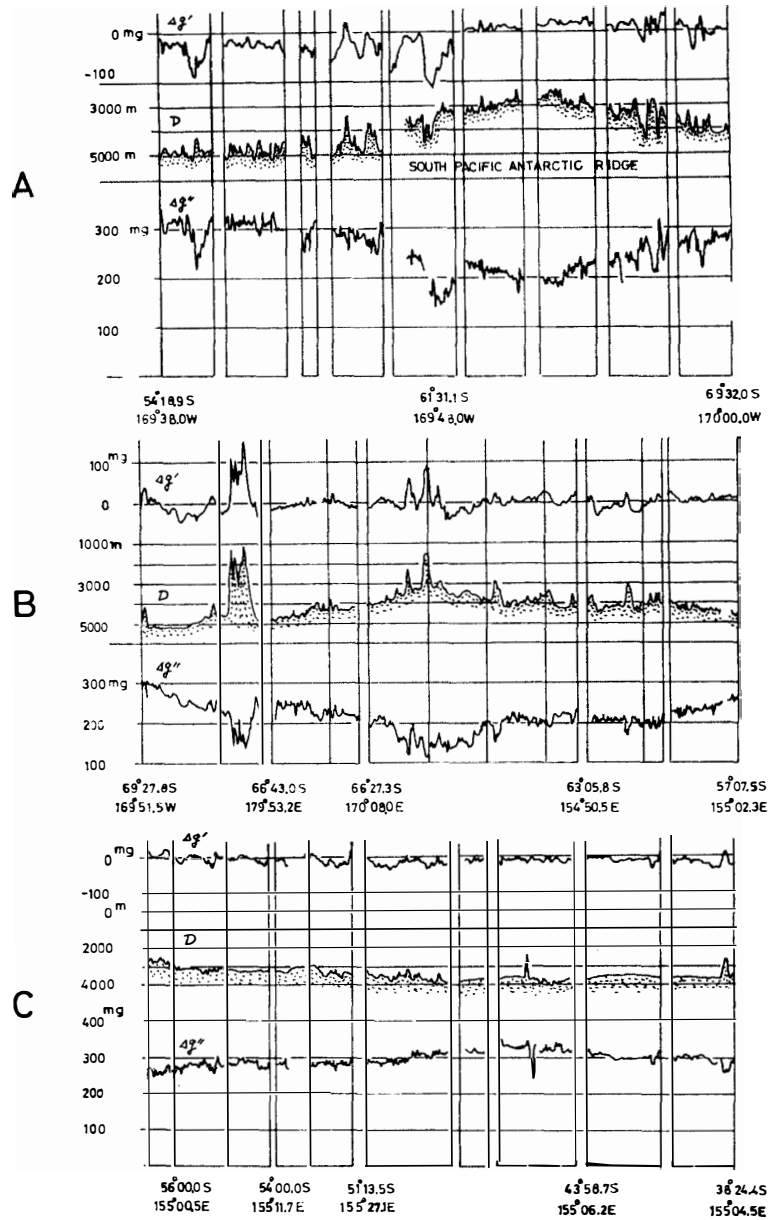 Δg′
0 mg
-100
3000 m
D
5000 m
SOUTH PACIFIC ANTARCTIC RIDGE
A
Δg″
300 mg
200
100
54°18,9S 61°31,1S 6 9°32,0S
169°38.0W 169°48,0W 170°00,0W
100 mg
Δg′
0
1000m
3000
B
D
5000
Δg″
300 mg
200
100
69°27.8S 66°43.0S 66°27.3S 63°05.8S 57°07.5S
169°51.5W 179°53.2E 170°08.0E 154°50.5E 155°02.3E
Δg′
0 mg
-100
0 m
D
2000
4000
C
mg
400
Δg″
300
200
100
56°00,0S 54°00.0S 51°13.5S 43°58.7S 38°24.4S
155°00,5E 155°11.7E 155°27.1E 155°06.2E 155°04.5E